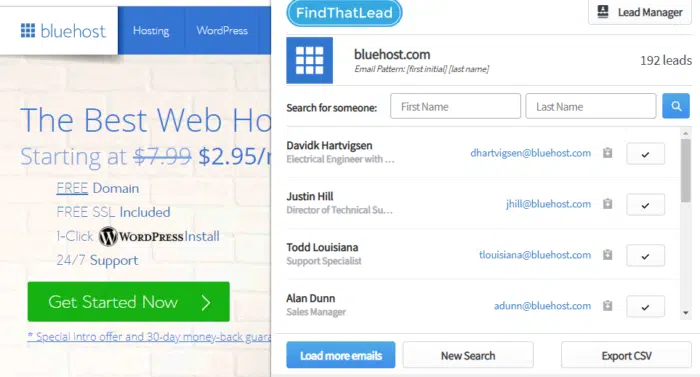 bluehost
Hosting
WordPress
The Best Web Ho
Starting at $7.99 $2.95/
FREE Domain
FREE SSL Included
1-Click WORDPRESS Install
24/7 Support
Get Started Now
* Special intro offer and 30-day money-back guara
FindThatLead
Lead Manager
bluehost.com
Email Pattern: [first initial] [last name]
192 leads
Search for someone:
First Name
Last Name
Davidk Hartvigsen
Electrical Engineer with ...
dhartvigsen@bluehost.com
Justin Hill
Director of Technical Su...
jhill@bluehost.com
Todd Louisiana
Support Specialist
tlouisiana@bluehost.com
Alan Dunn
Sales Manager
adunn@bluehost.com
Load more emails
New Search
Export CSV